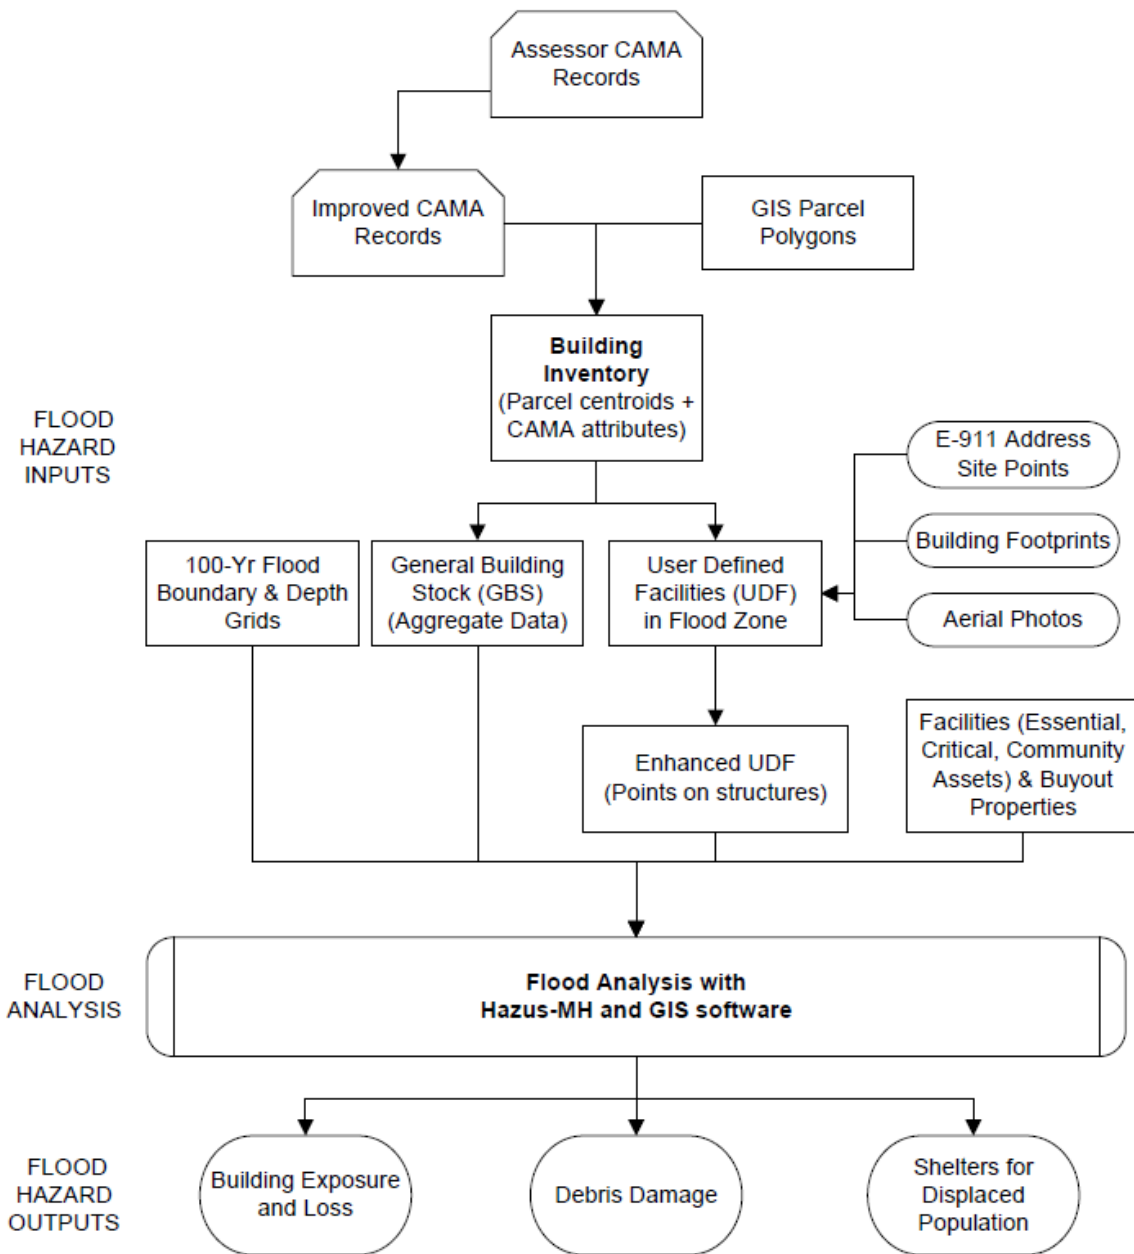 Assessor CAMA
Records
Improved CAMA
Records
GIS Parcel
Polygons
Building
Inventory
(Parcel centroids +
CAMA attributes)
FLOOD
HAZARD
INPUTS
E-911 Address
Site Points
Building Footprints
Aerial Photos
100-Yr Flood
Boundary & Depth
Grids
General Building
Stock (GBS)
(Aggregate Data)
User Defined
Facilities (UDF)
in Flood Zone
Enhanced UDF
(Points on structures)
Facilities (Essential,
Critical, Community
Assets) & Buyout
Properties
FLOOD
ANALYSIS
Flood Analysis with
Hazus-MH and GIS software
FLOOD
HAZARD
OUTPUTS
Building Exposure
and Loss
Debris Damage
Shelters for
Displaced
Population